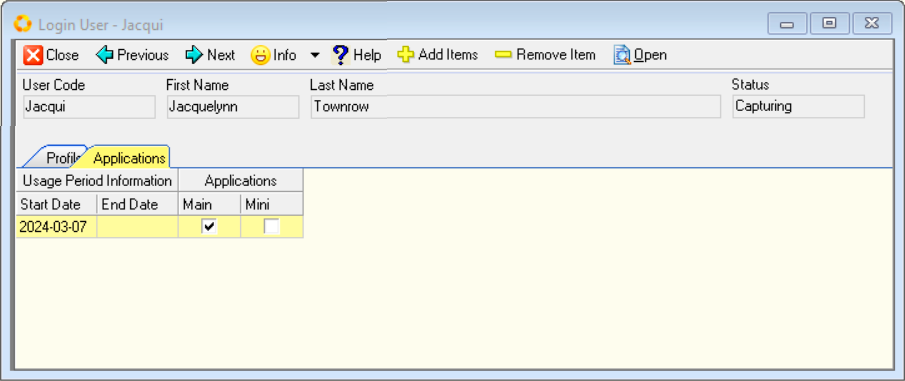 Login User - Jacqui
Close Previous Next Info ? Help Add Items Remove Item Open
User Code First Name Last Name Status
Jacqui Jacquelynn Townrow Capturing
Profile Applications
Usage Period Information Applications
Start Date End Date Main Mini
2024-03-07